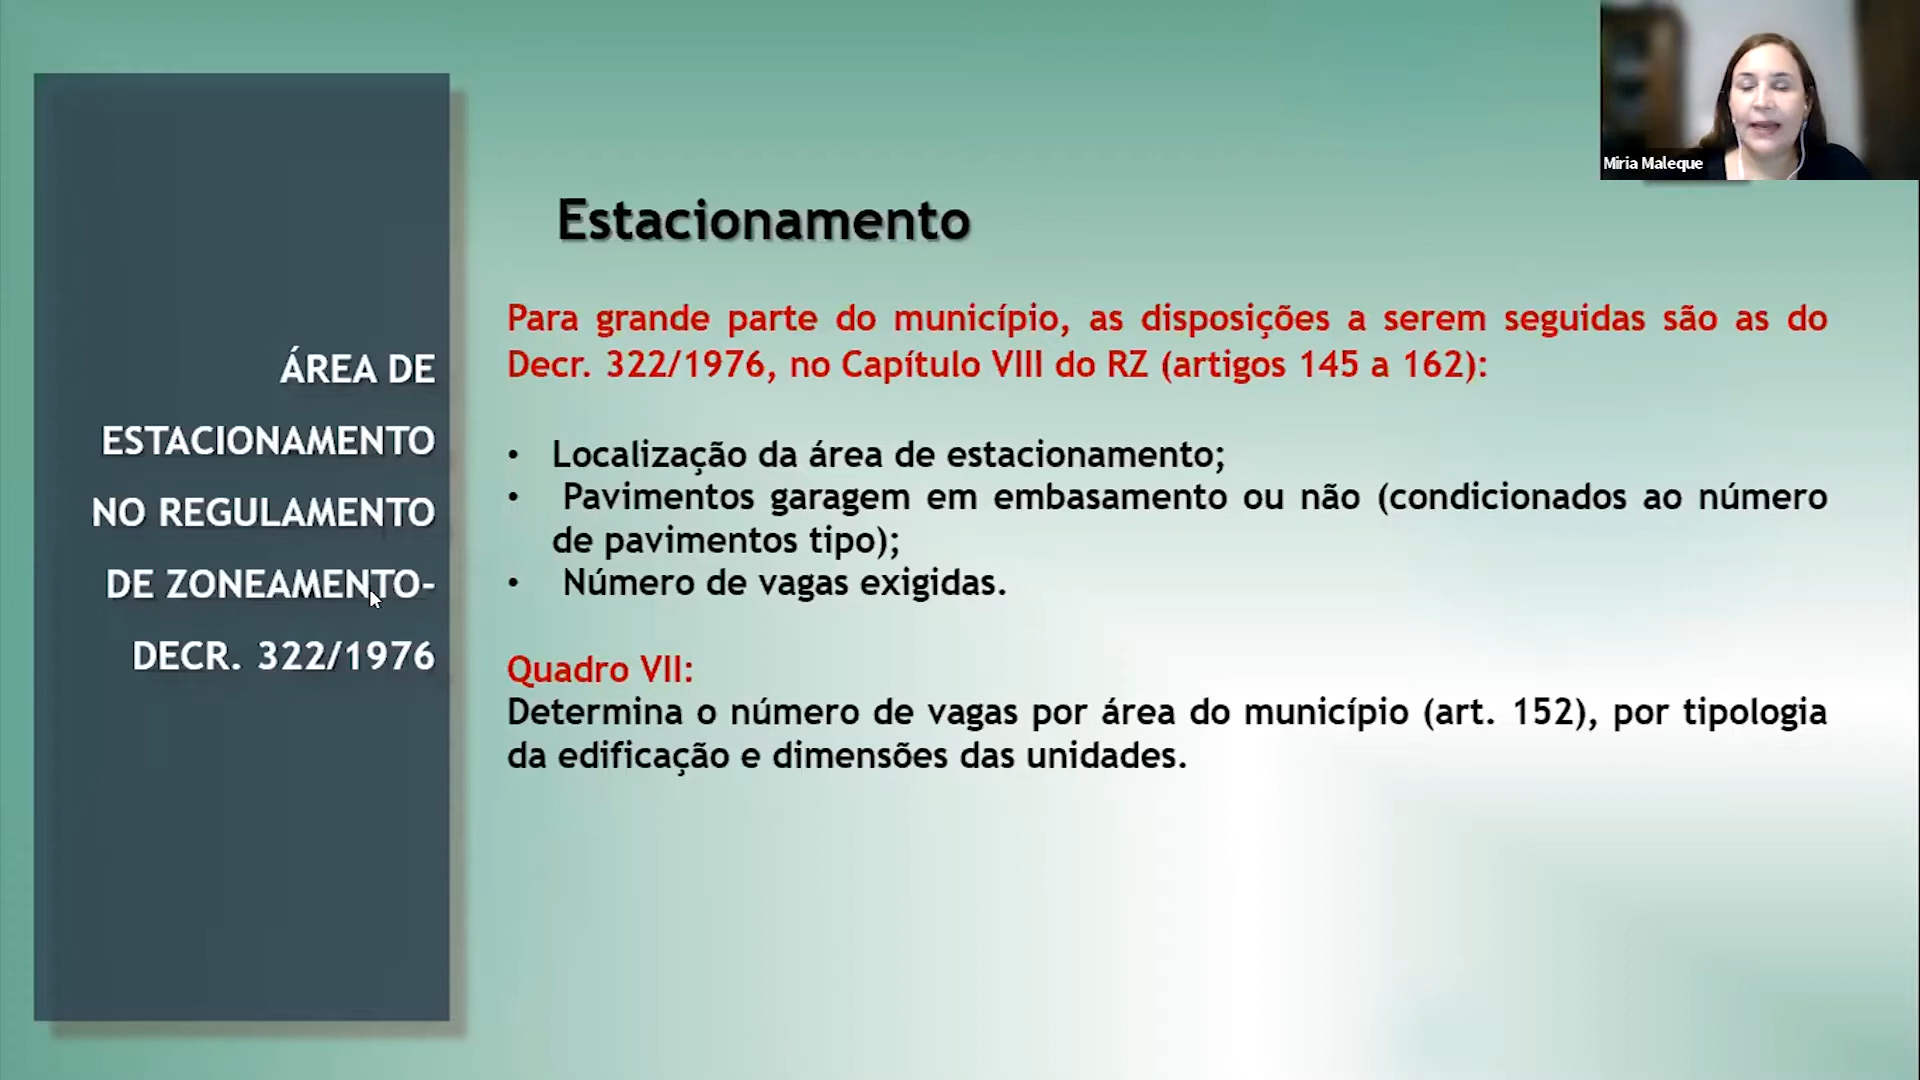 ÁREA DE
ESTACIONAMENTO
NO REGULAMENTO
DE ZONEAMENTO-
DECR. 322/1976
Estacionamento
Para grande parte do município, as disposições a serem seguidas são as do
Decr. 322/1976, no Capítulo VIII do RZ (artigos 145 a 162):
• Localização da área de estacionamento;
• Pavimentos garagem em embasamento ou não (condicionados ao número
de pavimentos tipo);
• Número de vagas exigidas.
Quadro VII:
Determina o número de vagas por área do município (art. 152), por tipologia
da edificação e dimensões das unidades.
Miria Maleque